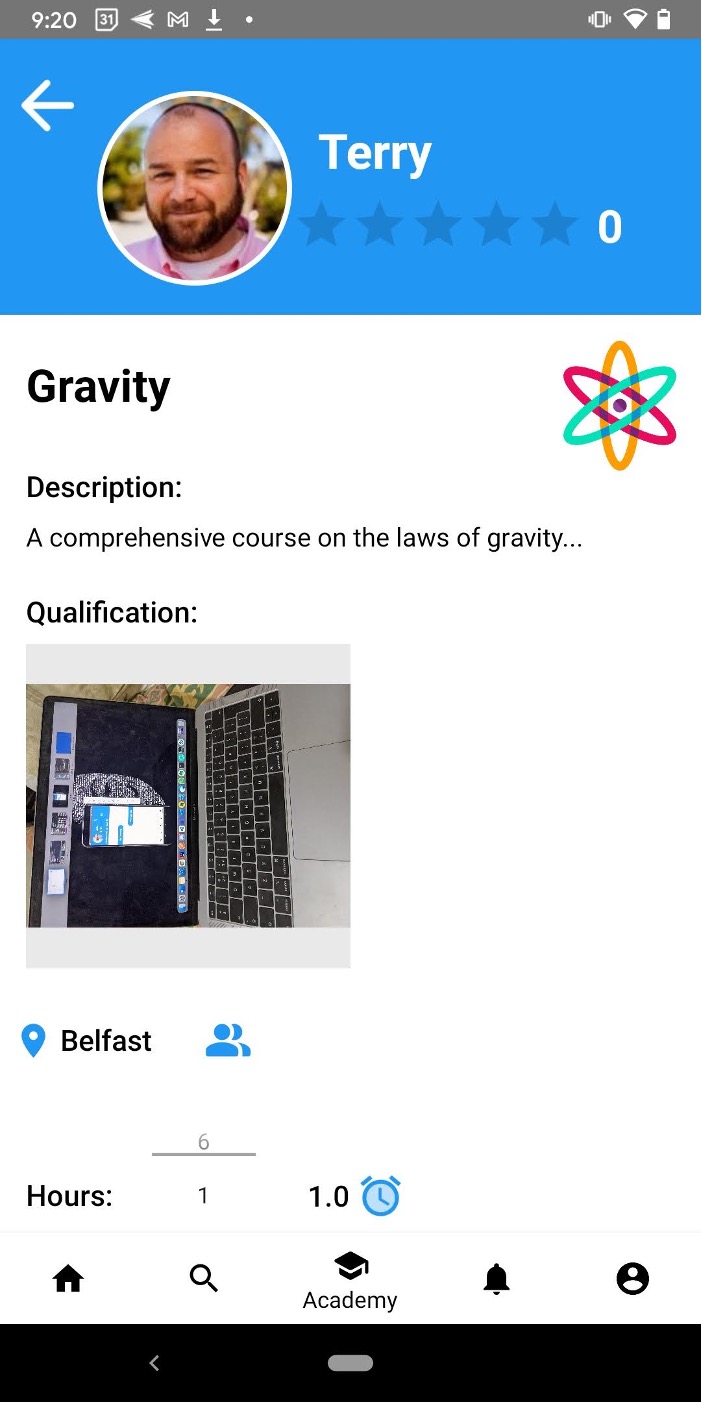 9:20
31
Terry
0
Gravity
Description:
A comprehensive course on the laws of gravity...
Qualification:
Belfast
6
Hours: 1 1.0
Academy